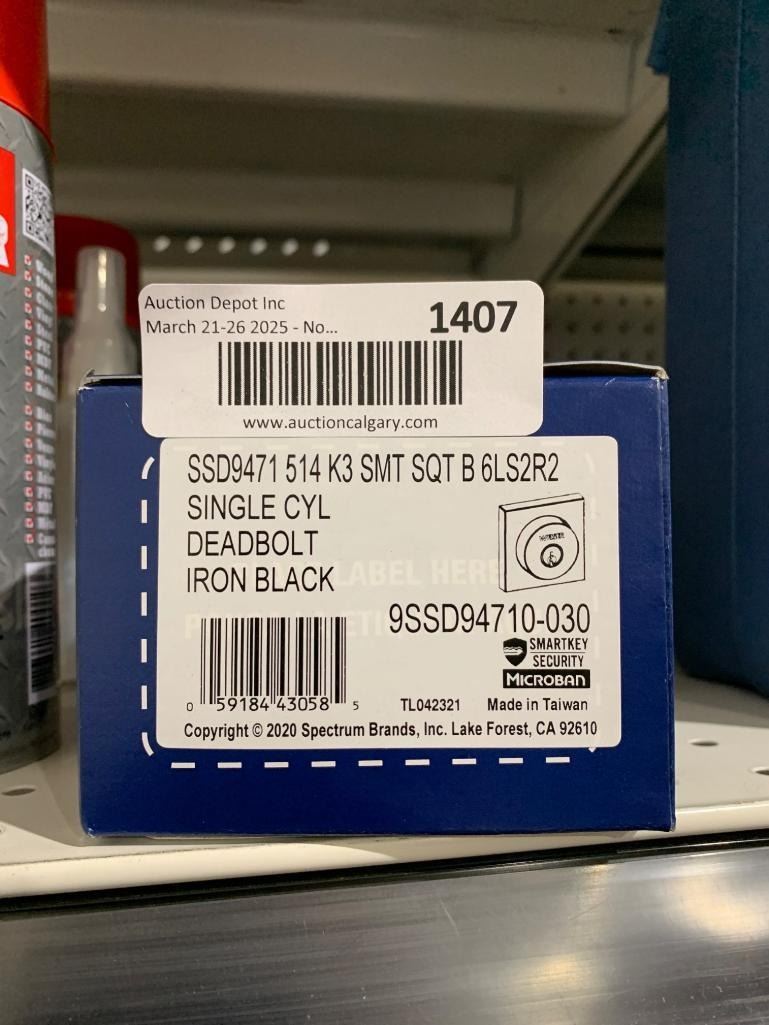 Auction Depot Inc
March 21-26 2025 - No...
1407
www.auctioncalgary.com
SSD9471 514 K3 SMT SQT B 6LS2R2
SINGLE CYL
DEADBOLT
IRON BLACK
LABEL HERE
9SSD94710-030
SMARTKEY
SECURITY
MICROBAN
0 59184 43058 5
TL042321
Made in Taiwan
Copyright © 2020 Spectrum Brands, Inc. Lake Forest, CA 92610